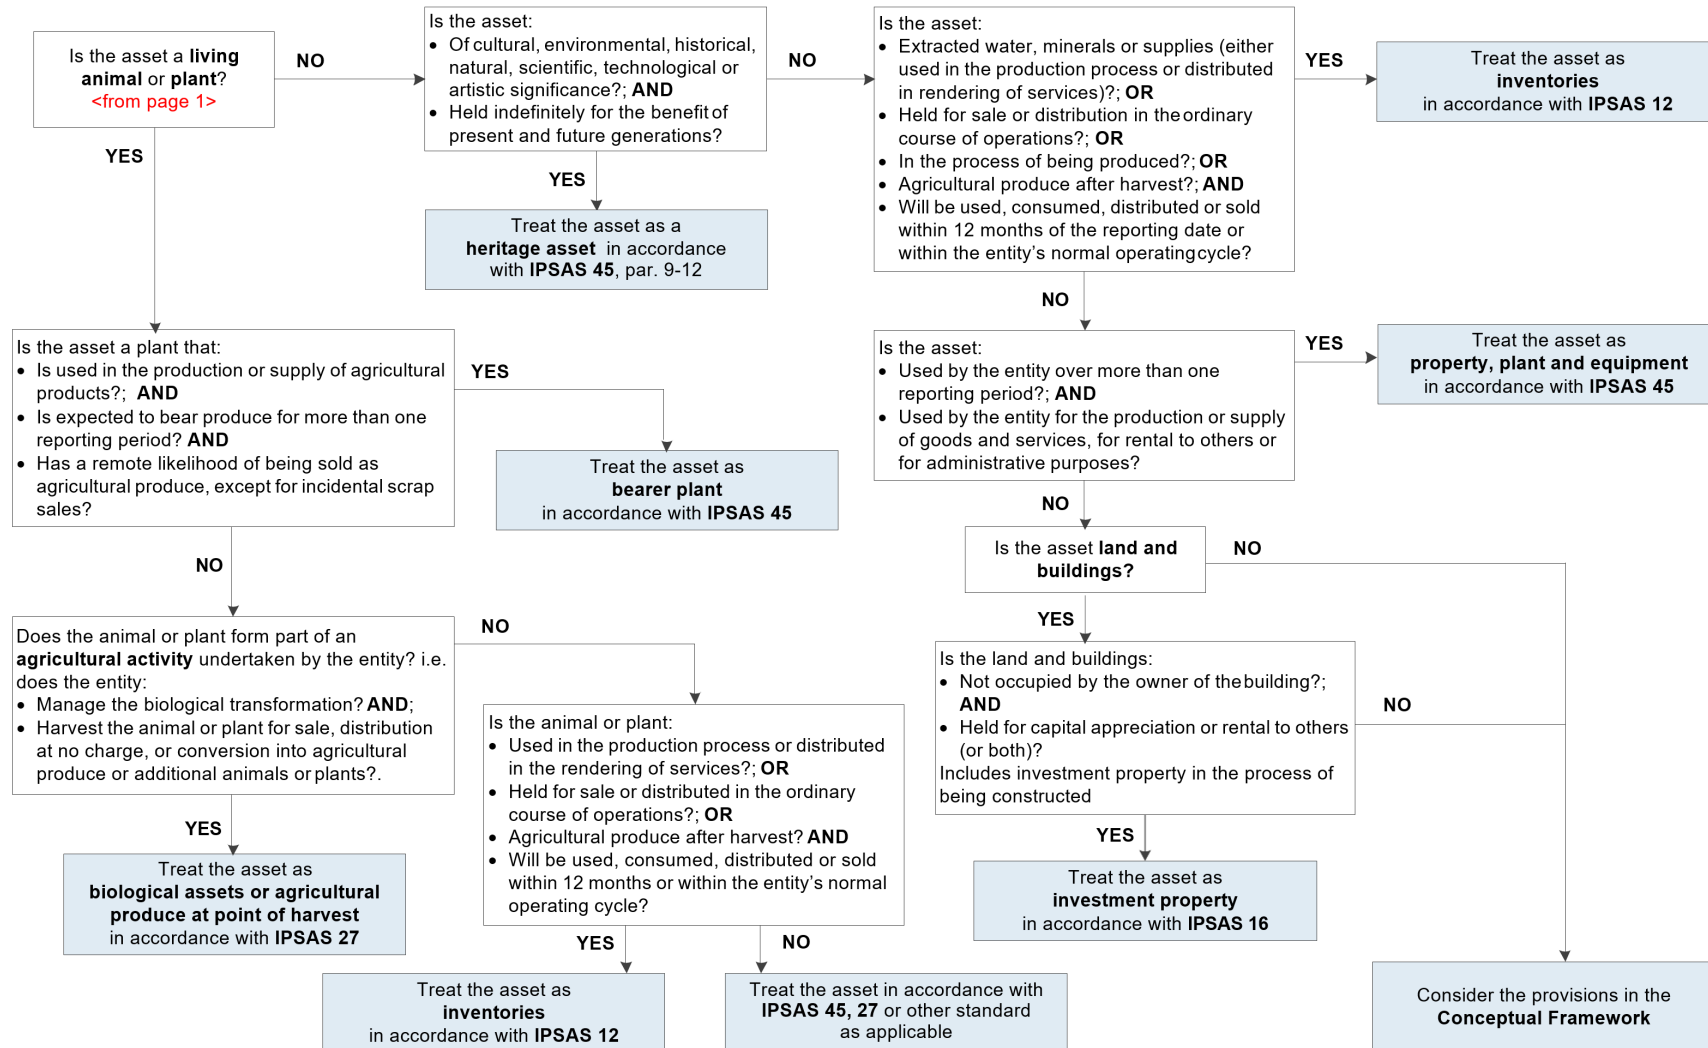 Is the asset a living
animal or plant?
<from page 1>
NO
YES
Is the asset:
• Of cultural, environmental, historical,
natural, scientific, technological or
artistic significance?; AND
• Held indefinitely for the benefit of
present and future generations?
NO
YES
Treat the asset as a
heritage asset in accordance
with IPSAS 45, par. 9-12
Is the asset:
• Extracted water, minerals or supplies (either
used in the production process or distributed
in rendering of services)?; OR
• Held for sale or distribution in the ordinary
course of operations?; OR
• In the process of being produced?; OR
• Agricultural produce after harvest?; AND
• Will be used, consumed, distributed or sold
within 12 months of the reporting date or
within the entity's normal operating cycle?
YES
Treat the asset as
inventories
in accordance with IPSAS 12
NO
Is the asset:
• Used by the entity over more than one
reporting period?; AND
• Used by the entity for the production or supply
of goods and services, for rental to others or
for administrative purposes?
YES
Treat the asset as
property, plant and equipment
in accordance with IPSAS 45
NO
Is the asset land and
buildings?
NO
YES
Is the land and buildings:
• Not occupied by the owner of the building?;
AND
• Held for capital appreciation or rental to others
(or both)?
Includes investment property in the process of
being constructed
NO
YES
Treat the asset as
investment property
in accordance with IPSAS 16
Consider the provisions in the
Conceptual Framework
Is the asset a plant that:
• Is used in the production or supply of agricultural
products?; AND
• Is expected to bear produce for more than one
reporting period? AND
• Has a remote likelihood of being sold as
agricultural produce, except for incidental scrap
sales?
YES
Treat the asset as
bearer plant
in accordance with IPSAS 45
NO
Does the animal or plant form part of an
agricultural activity undertaken by the entity? i.e.
does the entity:
• Manage the biological transformation? AND;
• Harvest the animal or plant for sale, distribution
at no charge, or conversion into agricultural
produce or additional animals or plants?.
NO
YES
Treat the asset as
biological assets or agricultural
produce at point of harvest
in accordance with IPSAS 27
Is the animal or plant:
• Used in the production process or distributed
in the rendering of services?; OR
• Held for sale or distributed in the ordinary
course of operations?; OR
• Agricultural produce after harvest? AND
• Will be used, consumed, distributed or sold
within 12 months or within the entity's normal
operating cycle?
YES
NO
Treat the asset as
inventories
in accordance with IPSAS 12
Treat the asset in accordance with
IPSAS 45, 27 or other standard
as applicable